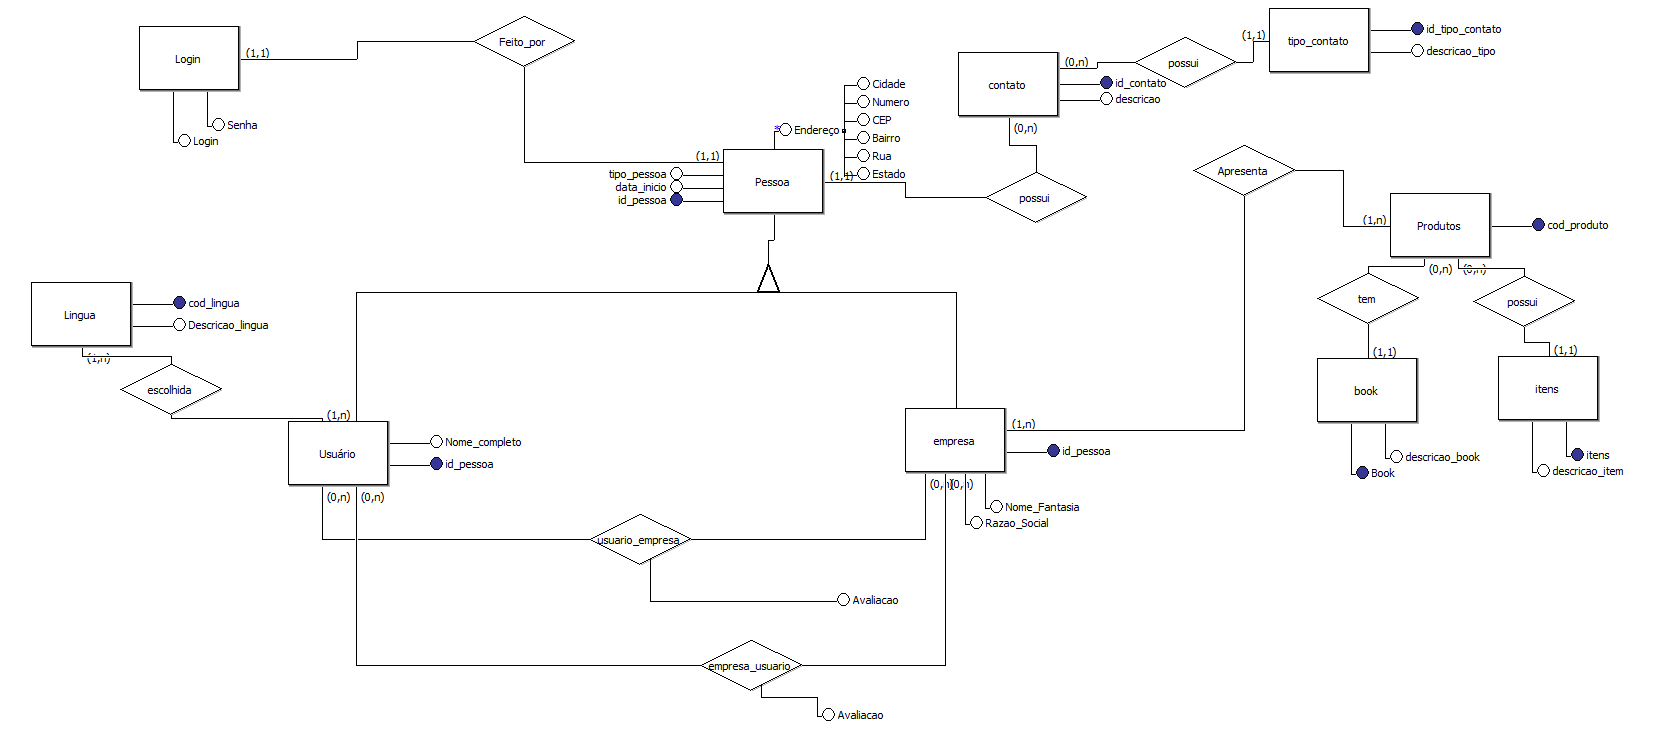 Login
(1,1)
Senha
Login
Feito_por
(1,1)
Pessoa
tipo_pessoa
data_inicio
id_pessoa
Endereço
Cidade
Numero
CEP
Bairro
Rua
Estado
(1,1)
possui
contato
(0,n)
id_contato
descricao
(0,n)
possui
(1,1)
tipo_contato
id_tipo_contato
descricao_tipo
Apresenta
(1,n)
Produtos
cod_produto
(0,n)
(0,n)
tem
possui
(1,1)
(1,1)
book
itens
descricao_book
Book
itens
descricao_item
Lingua
cod_lingua
Descricao_lingua
(1,n)
escolhida
(1,n)
Usuário
Nome_completo
id_pessoa
(0,n)
(0,n)
empresa
(1,n)
id_pessoa
(0,n)
(0,n)
Nome_Fantasia
Razao_Social
usuario_empresa
Avaliacao
empresa_usuario
Avaliacao